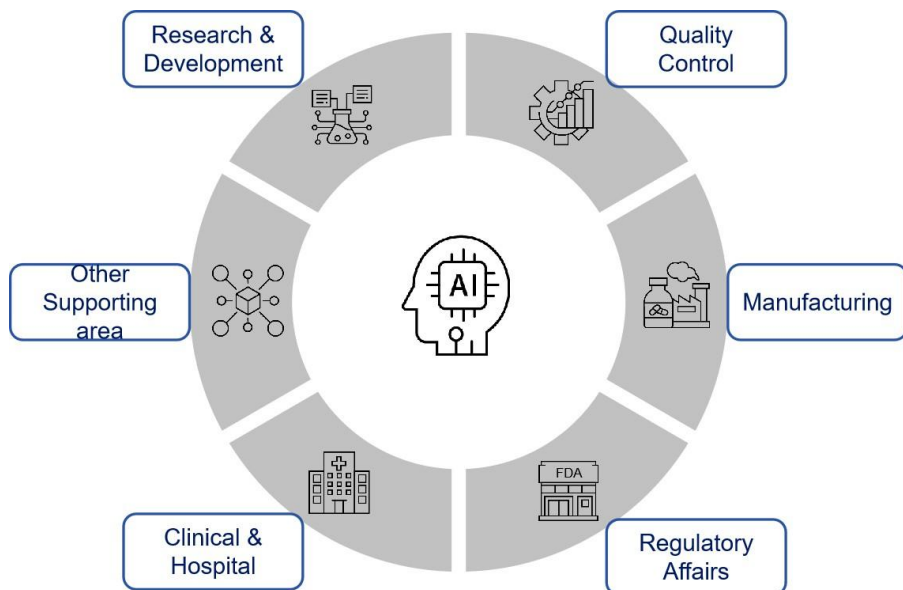 Research &
Development
Quality
Control
Other
Supporting
area
AI
Manufacturing
FDA
Clinical &
Hospital
Regulatory
Affairs